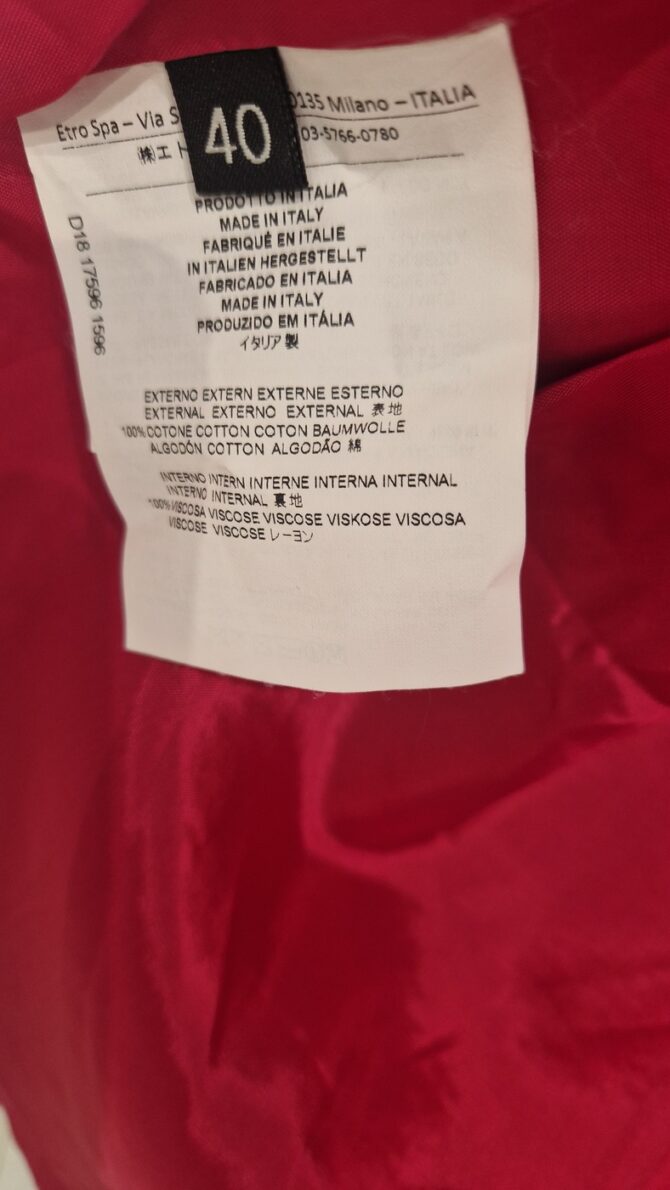 Etro Spa – Via S 0135 Milano – ITALIA
40
㈱エト 03-5766-0780
PRODOTTO IN ITALIA
MADE IN ITALY
FABRIQUÉ EN ITALIE
IN ITALIEN HERGESTELLT
FABRICADO EN ITALIA
MADE IN ITALY
PRODUZIDO EM ITÁLIA
イタリア製
D18 17596 1596
EXTERNO EXTERN EXTERNE ESTERNO
EXTERNAL EXTERNO EXTERNAL 表地
100% COTONE COTTON COTON BAUMWOLLE
ALGODÓN COTTON ALGODÃO 綿
INTERNO INTERN INTERNE INTERNA INTERNAL
INTERNO INTERNAL 裏地
100% VISCOSA VISCOSE VISCOSE VISKOSE VISCOSA
VISCOSE VISCOSE レーヨン